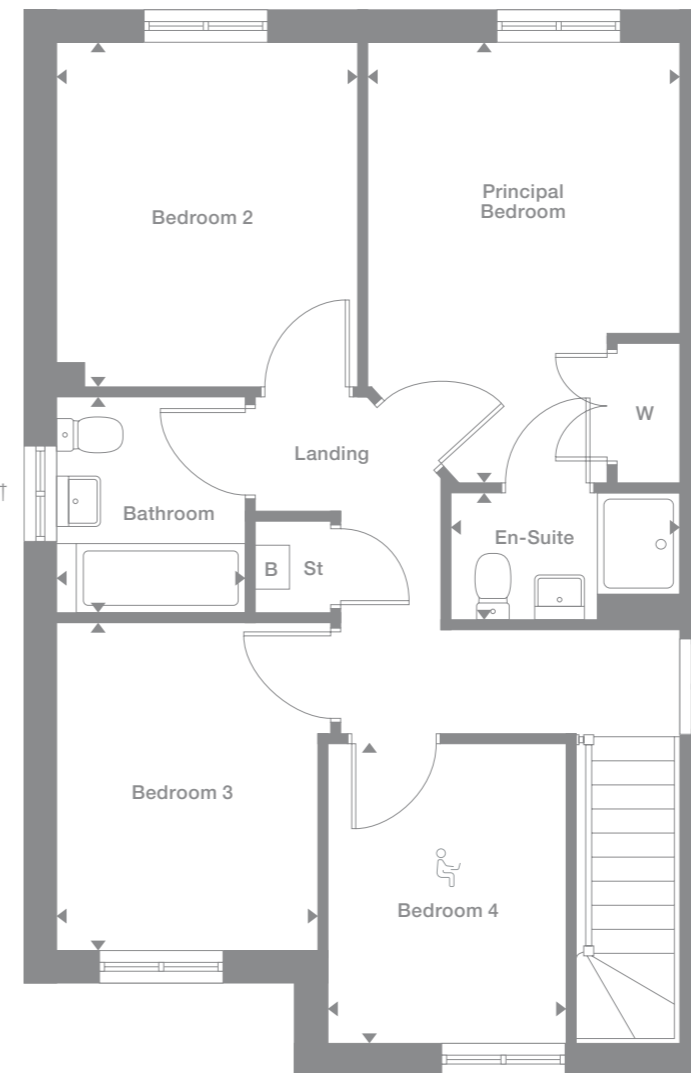 Bedroom 2
Principal
Bedroom
W
Landing
†
Bathroom
En-Suite
B
St
Bedroom 3
Bedroom 4